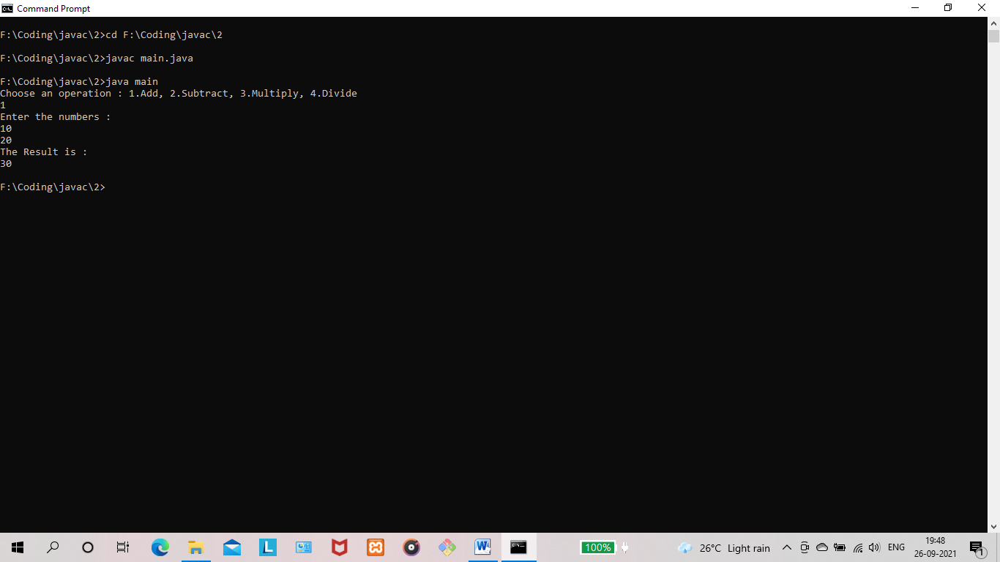 Command Prompt
F:\Coding\javac\2>cd F:\Coding\javac\2
F:\Coding\javac\2>javac main.java
F:\Coding\javac\2>java main
Choose an operation : 1.Add, 2.Subtract, 3.Multiply, 4.Divide
1
Enter the numbers :
10
20
The Result is :
30
F:\Coding\javac\2>
L
W
100%
26°C Light rain
ENG
19:48
26-09-2021
1